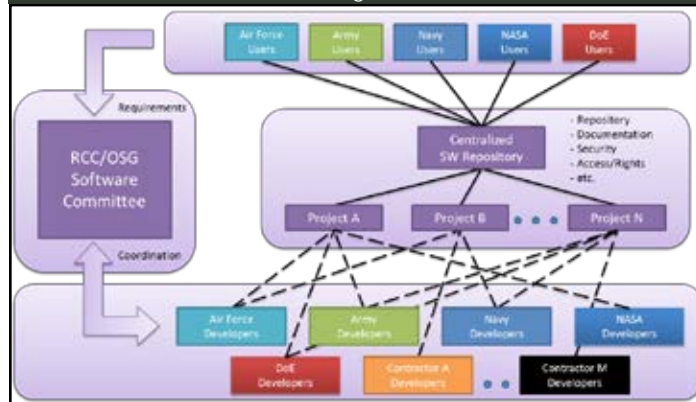 Air Force
Users
Army
Users
Navy
Users
NASA
Users
DoE
Users
Requirements
RCC/OSG
Software
Committee
Coordination
Centralized
SW Repository
- Repository
- Documentation
- Security
- Access/Rights
- etc.
Project A
Project B
Project N
Air Force
Developers
Army
Developers
Navy
Developers
NASA
Developers
DoE
Developers
Contractor A
Developers
Contractor M
Developers